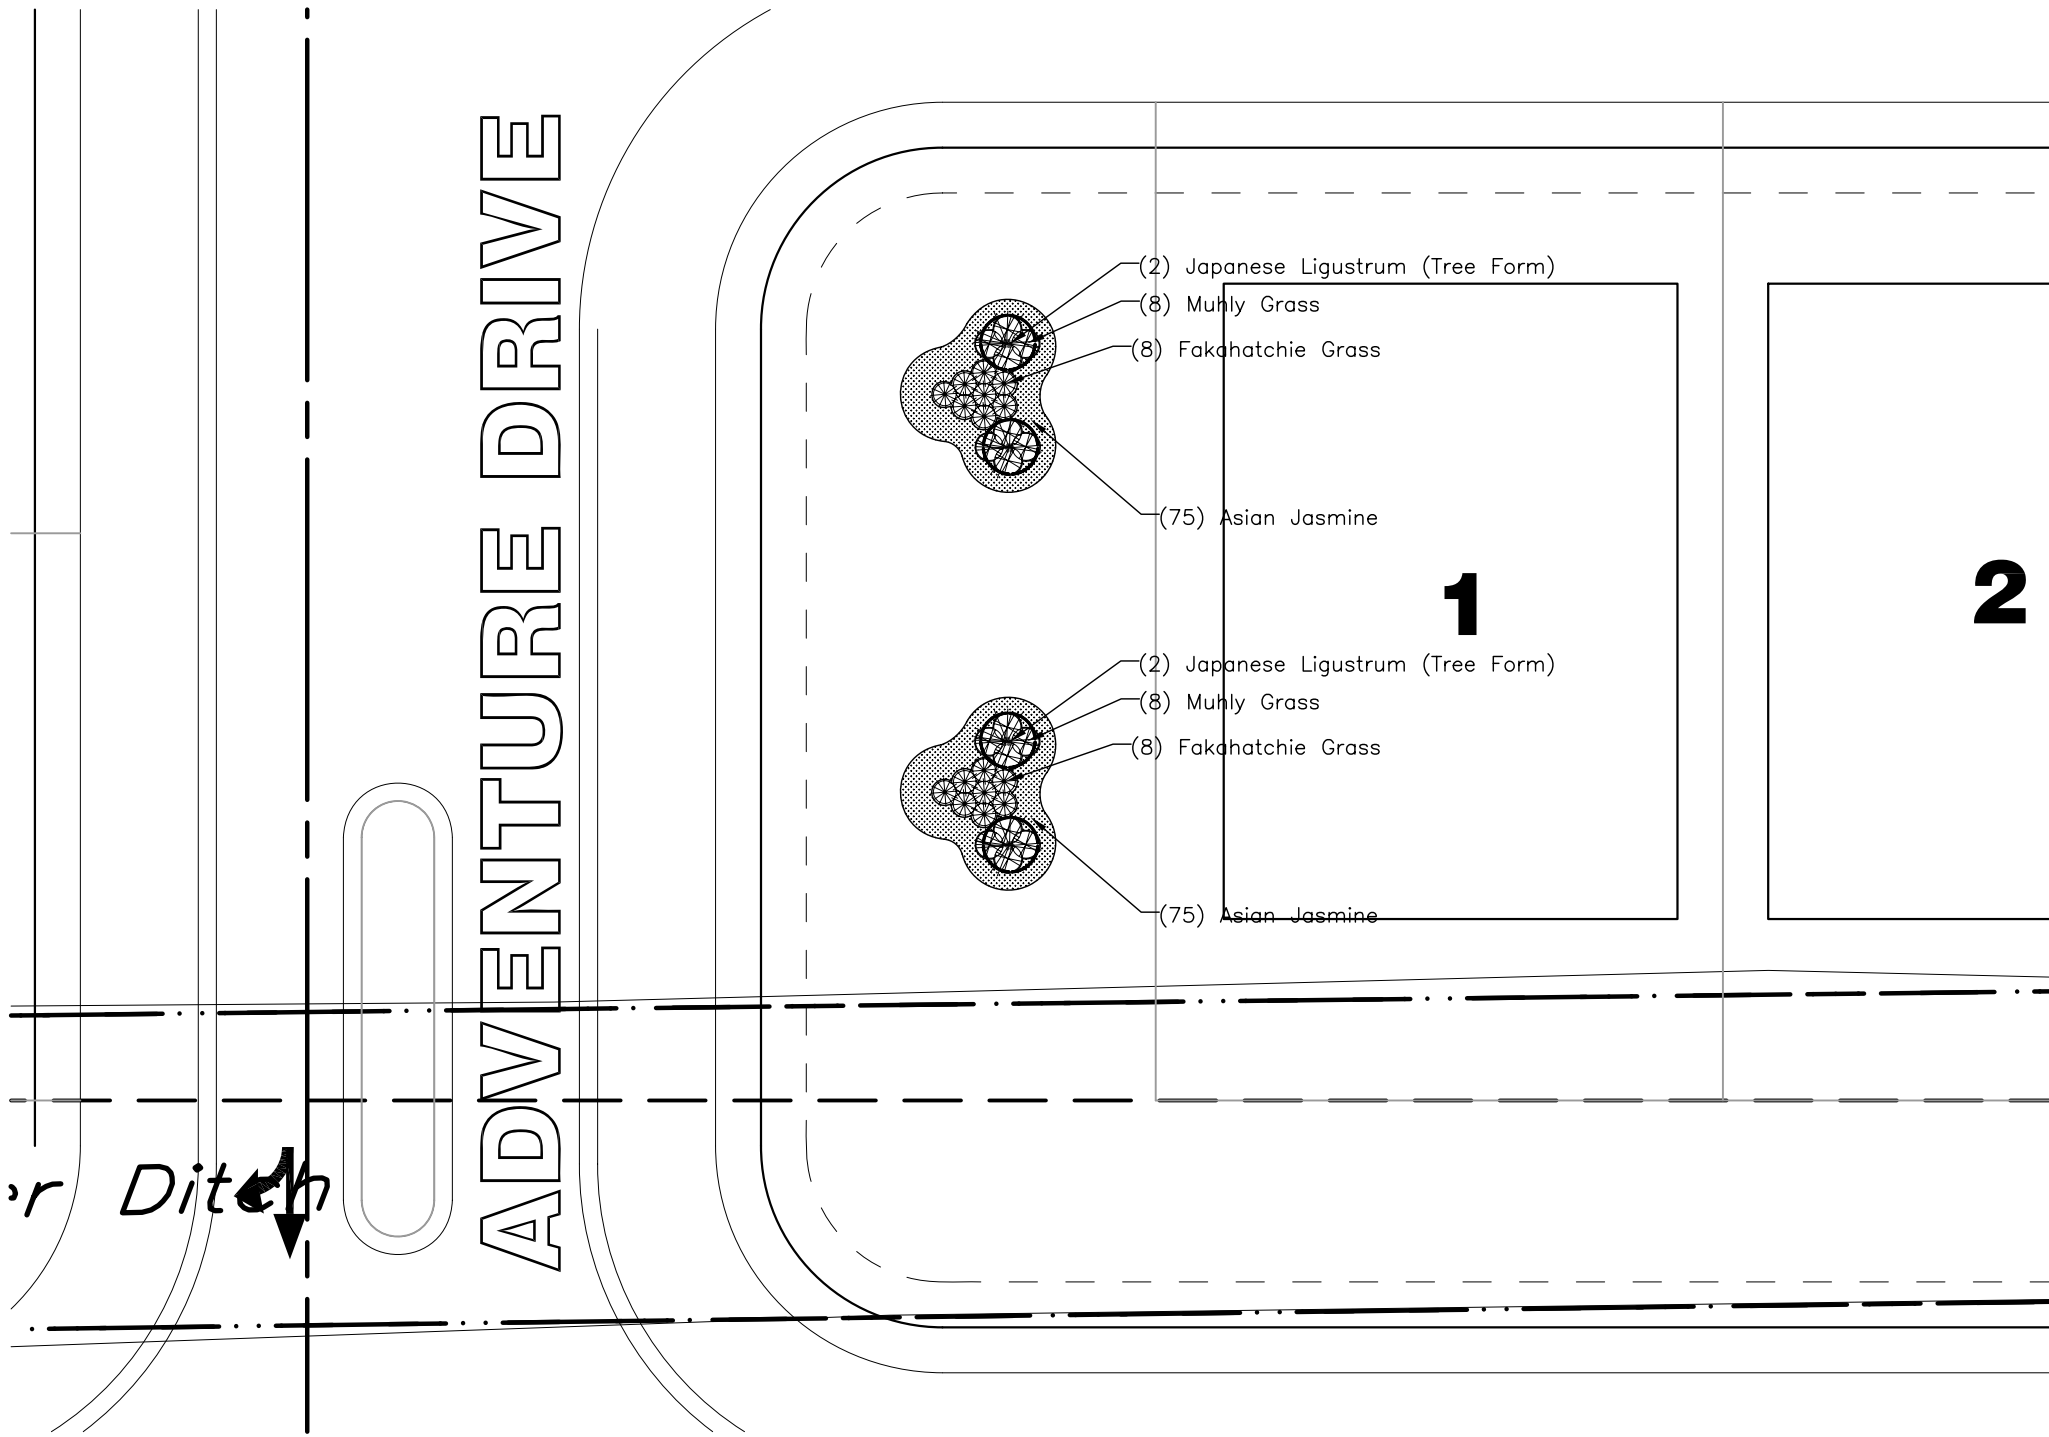 ADVENTURE DRIVE
(2) Japanese Ligustrum (Tree Form)
(8) Muhly Grass
(8) Fakahatchie Grass
(75) Asian Jasmine
1
2
(2) Japanese Ligustrum (Tree Form)
(8) Muhly Grass
(8) Fakahatchie Grass
(75) Asian Jasmine
Ditch